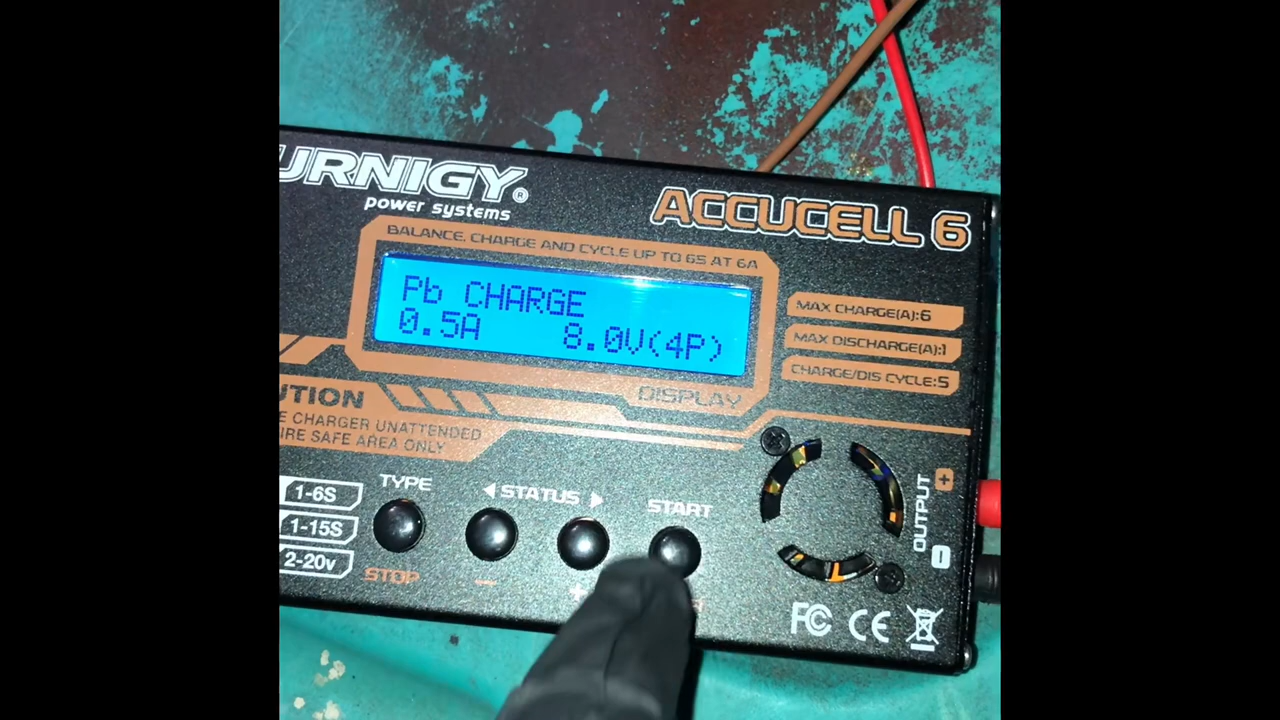 URNIGY®
power systems
ACCUCELL 6
BALANCE, CHARGE AND CYCLE UP TO 6S AT 6A
Pb CHARGE
0.5A 8.0V(4P)
DISPLAY
MAX CHARGE(A):6
MAX DISCHARGE(A):1
CHARGE/DIS CYCLE:5
UTION
E CHARGER UNATTENDED
IRE SAFE AREA ONLY
1-6S
1-15S
2-20v
TYPE
STOP
◀ STATUS ▶
−
+
START
OUTPUT
+
−
FC CE